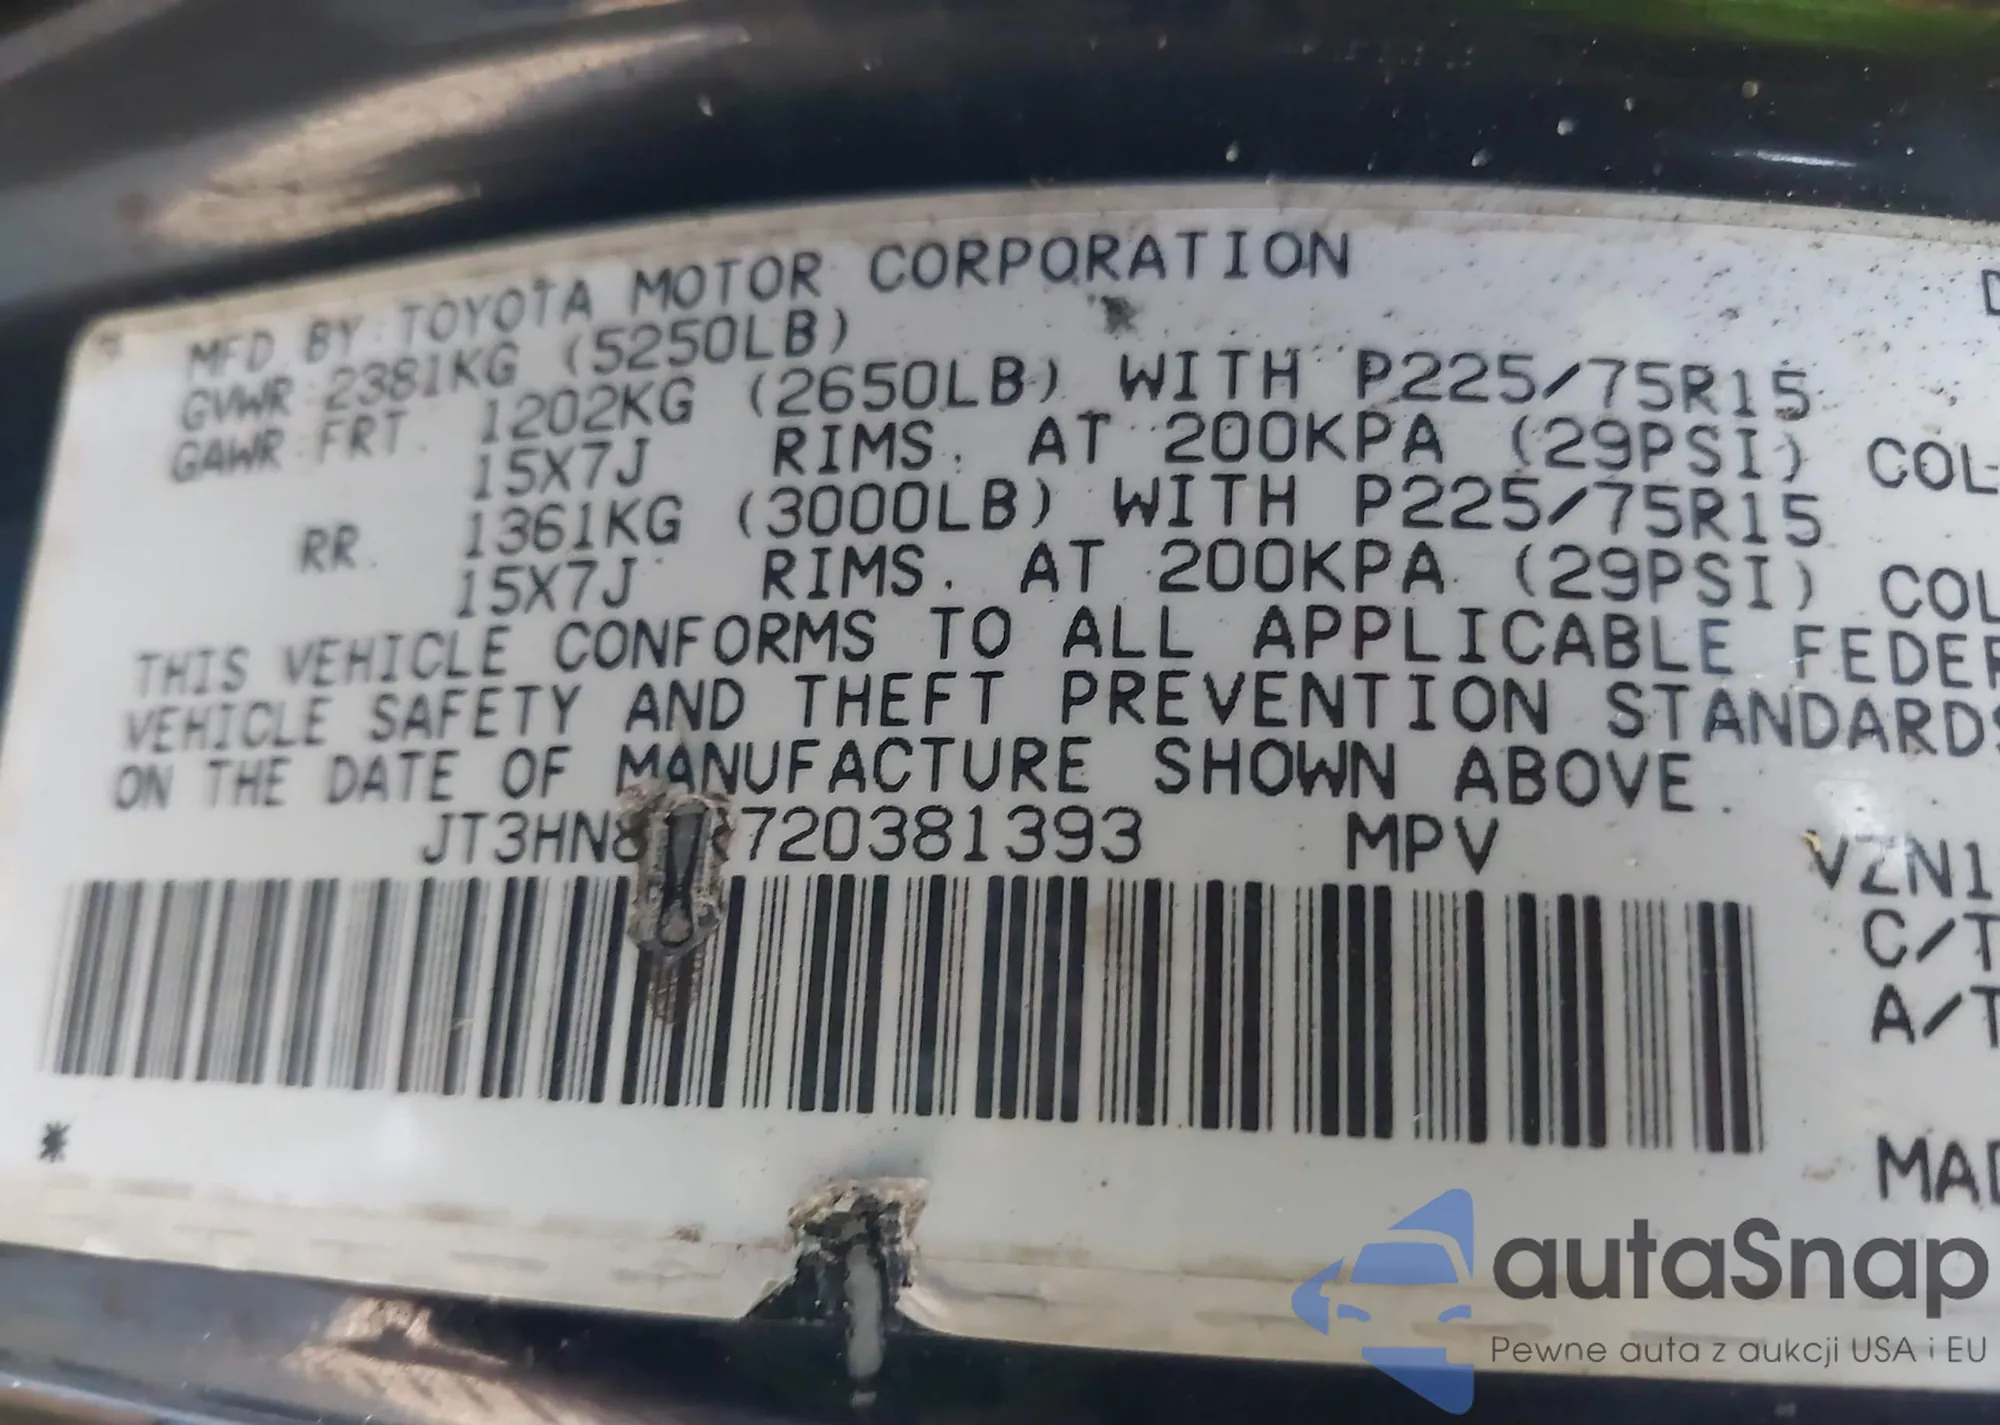 MFD. BY: TOYOTA MOTOR CORPORATION
GVWR: 2381KG (5250LB)
GAWR: FRT. 1202KG (2650LB) WITH P225/75R15
15X7J RIMS. AT 200KPA (29PSI) COL
RR. 1361KG (3000LB) WITH P225/75R15
15X7J RIMS. AT 200KPA (29PSI) COL
THIS VEHICLE CONFORMS TO ALL APPLICABLE FEDER
VEHICLE SAFETY AND THEFT PREVENTION STANDARDS
ON THE DATE OF MANUFACTURE SHOWN ABOVE.
MPV VZN1
C/T
A/T
*
MAD
autaSnap
Pewne auta z aukcji USA i EU